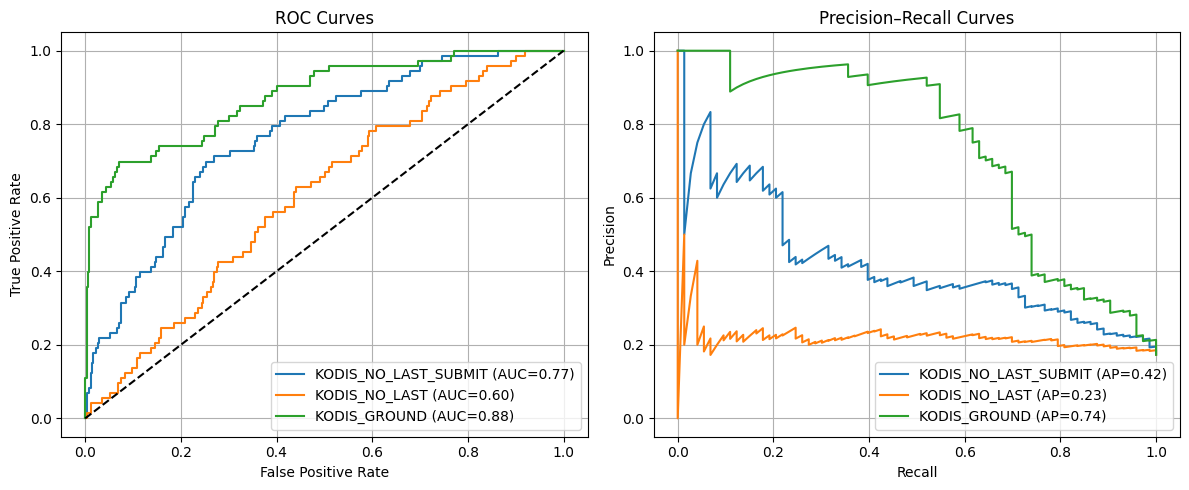 ROC Curves
1.0
0.8
0.6
0.4
0.2
0.0
True Positive Rate
0.0 0.2 0.4 0.6 0.8 1.0
False Positive Rate
KODIS_NO_LAST_SUBMIT (AUC=0.77)
KODIS_NO_LAST (AUC=0.60)
KODIS_GROUND (AUC=0.88)
Precision–Recall Curves
1.0
0.8
0.6
0.4
0.2
0.0
Precision
0.0 0.2 0.4 0.6 0.8 1.0
Recall
KODIS_NO_LAST_SUBMIT (AP=0.42)
KODIS_NO_LAST (AP=0.23)
KODIS_GROUND (AP=0.74)